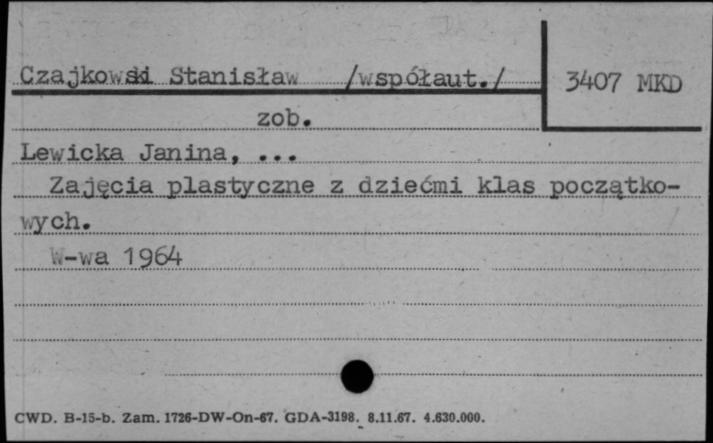 Czajkowski Stanisław /współaut./ 3407 MKD
zob.
Lewicka Janina, ...
Zajęcia plastyczne z dziećmi klas początko-
wych.
W-wa 1964
CWD. B-15-b. Zam. 1726-DW-On-67. GDA-3198. 8.11.67. 4.630.000.